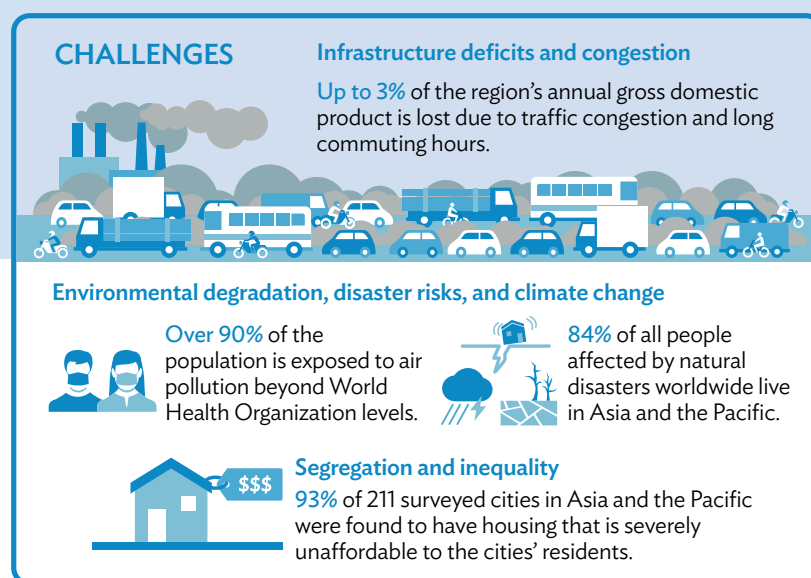 CHALLENGES
Infrastructure deficits and congestion
Up to 3% of the region's annual gross domestic
product is lost due to traffic congestion and long
commuting hours.
Environmental degradation, disaster risks, and climate change
Over 90% of the
population is exposed to air
pollution beyond World
Health Organization levels.
84% of all people
affected by natural
disasters worldwide live
in Asia and the Pacific.
$$$
Segregation and inequality
93% of 211 surveyed cities in Asia and the Pacific
were found to have housing that is severely
unaffordable to the cities' residents.